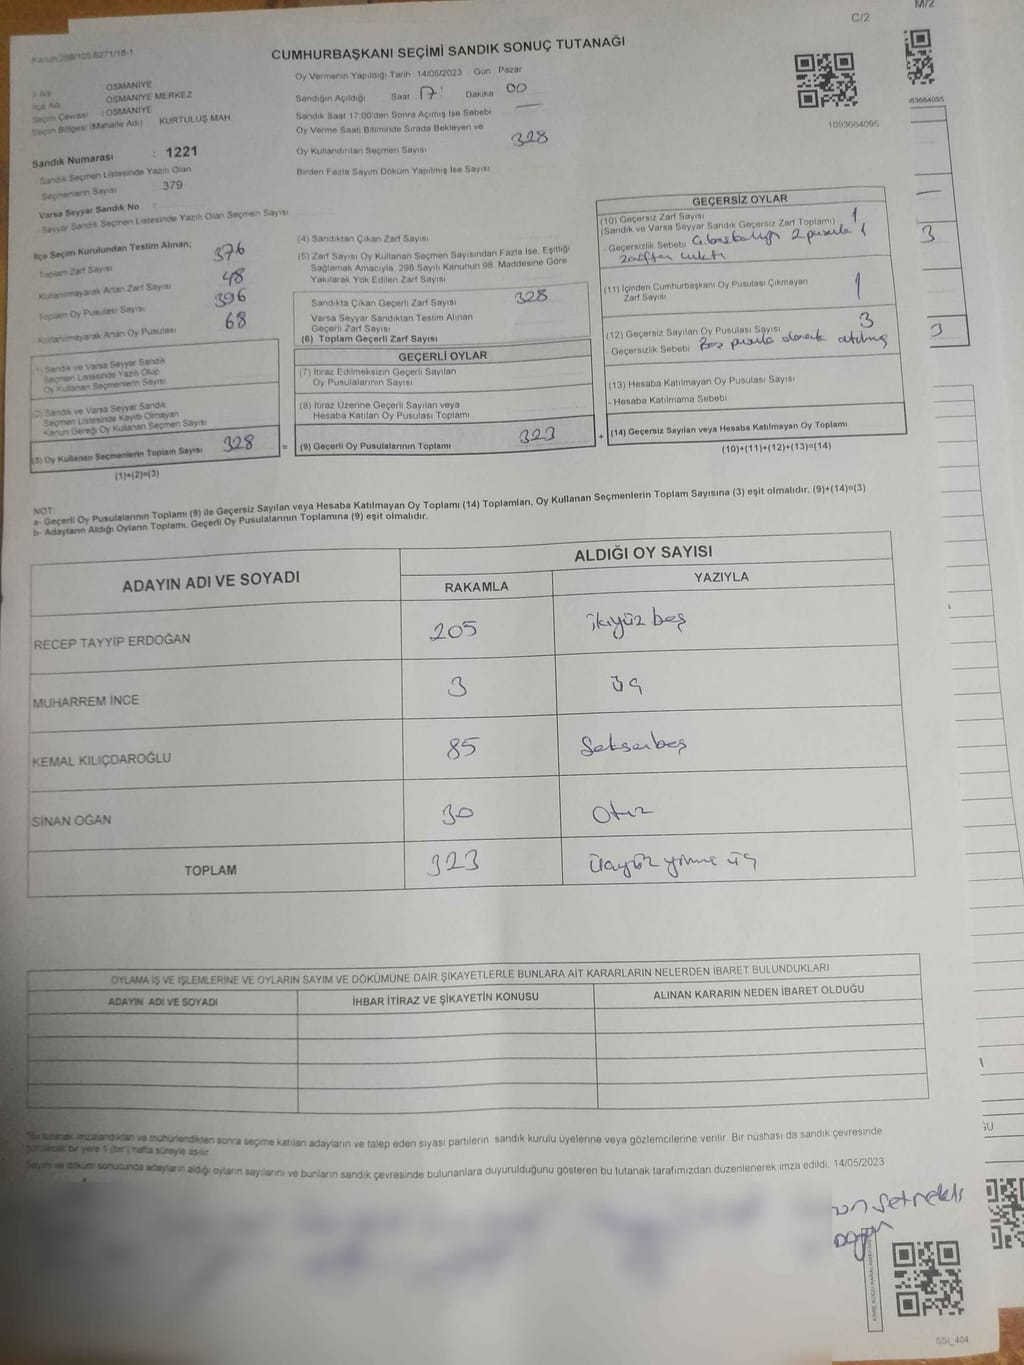 C/2
M/2
Kanun 298/105-6271/18-1
CUMHURBAŞKANI SEÇİMİ SANDIK SONUÇ TUTANAĞI
İl Adı : OSMANİYE
İlçe Adı : OSMANİYE MERKEZ
Seçim Çevresi : OSMANİYE
Seçim Bölgesi (Mahalle Adı) KURTULUŞ MAH.
Sandık Numarası : 1221
Sandık Seçmen Listesinde Yazılı Olan
Seçmenlerin Sayısı : 379
Varsa Seyyar Sandık No
Seyyar Sandık Seçmen Listesinde Yazılı Olan Seçmen Sayısı
Oy Vermenin Yapıldığı Tarih 14/05/2023 Gün Pazar
Sandığın Açıldığı Saat 17: Dakika 00
Sandık Saat 17:00'den Sonra Açımış İse Sebebi —
Oy Verme Saati Bitiminde Sırada Bekleyen ve
Oy Kullandırılan Seçmen Sayısı 328
Birden Fazla Sayım Döküm Yapılmış İse Sayısı
1093664095
83664095
İlçe Seçim Kurulundan Teslim Alınan;
Toplam Zarf Sayısı 376
Kullanılmayarak Artan Zarf Sayısı 48
Toplam Oy Pusulası Sayısı 396
Kullanılmayarak Artan Oy Pusulası 68
(1) Sandık ve Varsa Seyyar Sandık
Seçmen Listesinde Yazılı Olup
Oy Kullanan Seçmenlerin Sayısı
(2) Sandık ve Varsa Seyyar Sandık
Seçmen Listesinde Kayıtlı Olmayan
Kanun Gereği Oy Kullanan Seçmen Sayısı
(3) Oy Kullanan Seçmenlerin Toplam Sayısı 328
(1)+(2)=(3)
=
(4) Sandıktan Çıkan Zarf Sayısı
(5) Zarf Sayısı Oy Kullanan Seçmen Sayısından Fazla İse, Eşitliği
Sağlamak Amacıyla, 298 Sayılı Kanunun 98. Maddesine Göre
Yakılarak Yok Edilen Zarf Sayısı
Sandıkta Çıkan Geçerli Zarf Sayısı 328
Varsa Seyyar Sandıktan Teslim Alınan
Geçerli Zarf Sayısı
(6) Toplam Geçerli Zarf Sayısı
GEÇERLİ OYLAR
(7) İtiraz Edilmeksizin Geçerli Sayılan
Oy Pusulalarının Sayısı
(8) İtiraz Üzerine Geçerli Sayılan veya
Hesaba Katılan Oy Pusulası Toplamı
(9) Geçerli Oy Pusulalarının Toplamı 323
+
GEÇERSİZ OYLAR
(10) Geçersiz Zarf Sayısı
(Sandık ve Varsa Seyyar Sandık Geçersiz Zarf Toplamı) 1
- Geçersizlik Sebebi 2 pusula 1
zarftan çıktı
(11) İçinden Cumhurbaşkanı Oy Pusulası Çıkmayan
Zarf Sayısı 1
(12) Geçersiz Sayılan Oy Pusulası Sayısı 3
- Geçersizlik Sebebi Boş pusula olarak atılmış
(13) Hesaba Katılmayan Oy Pusulası Sayısı
- Hesaba Katılmama Sebebi
(14) Geçersiz Sayılan veya Hesaba Katılmayan Oy Toplamı
(10)+(11)+(12)+(13)=(14)
3
3
NOT:
a- Geçerli Oy Pusulalarının Toplamı (9) ile Geçersiz Sayılan veya Hesaba Katılmayan Oy Toplamı (14) Toplamları, Oy Kullanan Seçmenlerin Toplam Sayısına (3) eşit olmalıdır. (9)+(14)=(3)
b- Adayların Aldığı Oyların Toplamı, Geçerli Oy Pusulalarının Toplamına (9) eşit olmalıdır.
ADAYIN ADI VE SOYADI
ALDIĞI OY SAYISI
RAKAMLA YAZIYLA
RECEP TAYYİP ERDOĞAN 205 ikiyüz beş
MUHARREM İNCE 3 üç
KEMAL KILIÇDAROĞLU 85 Seksenbeş
SİNAN OĞAN 30 Otuz
TOPLAM 323 üçyüz yirmi üç
OYLAMA İŞ VE İŞLEMLERİNE VE OYLARIN SAYIM VE DÖKÜMÜNE DAİR ŞİKAYETLERLE BUNLARA AİT KARARLARIN NELERDEN İBARET BULUNDUKLARI
ADAYIN ADI VE SOYADI İHBAR İTİRAZ VE ŞİKAYETİN KONUSU ALINAN KARARIN NEDEN İBARET OLDUĞU
*Bu tutanak imzalandıktan ve mühürlendikten sonra seçime katılan adayların ve talep eden siyasi partilerin sandık kurulu üyelerine veya gözlemcilerine verilir. Bir nüshası da sandık çevresinde
görülecek bir yere 1 (bir) hafta süreyle asılır.
Sayım ve döküm sonucunda adayların aldığı oyların sayılarını ve bunların sandık çevresinde bulunanlara duyurulduğunu gösteren bu tutanak tarafımızdan düzenlenerek imza edildi. 14/05/2023
SSt_404